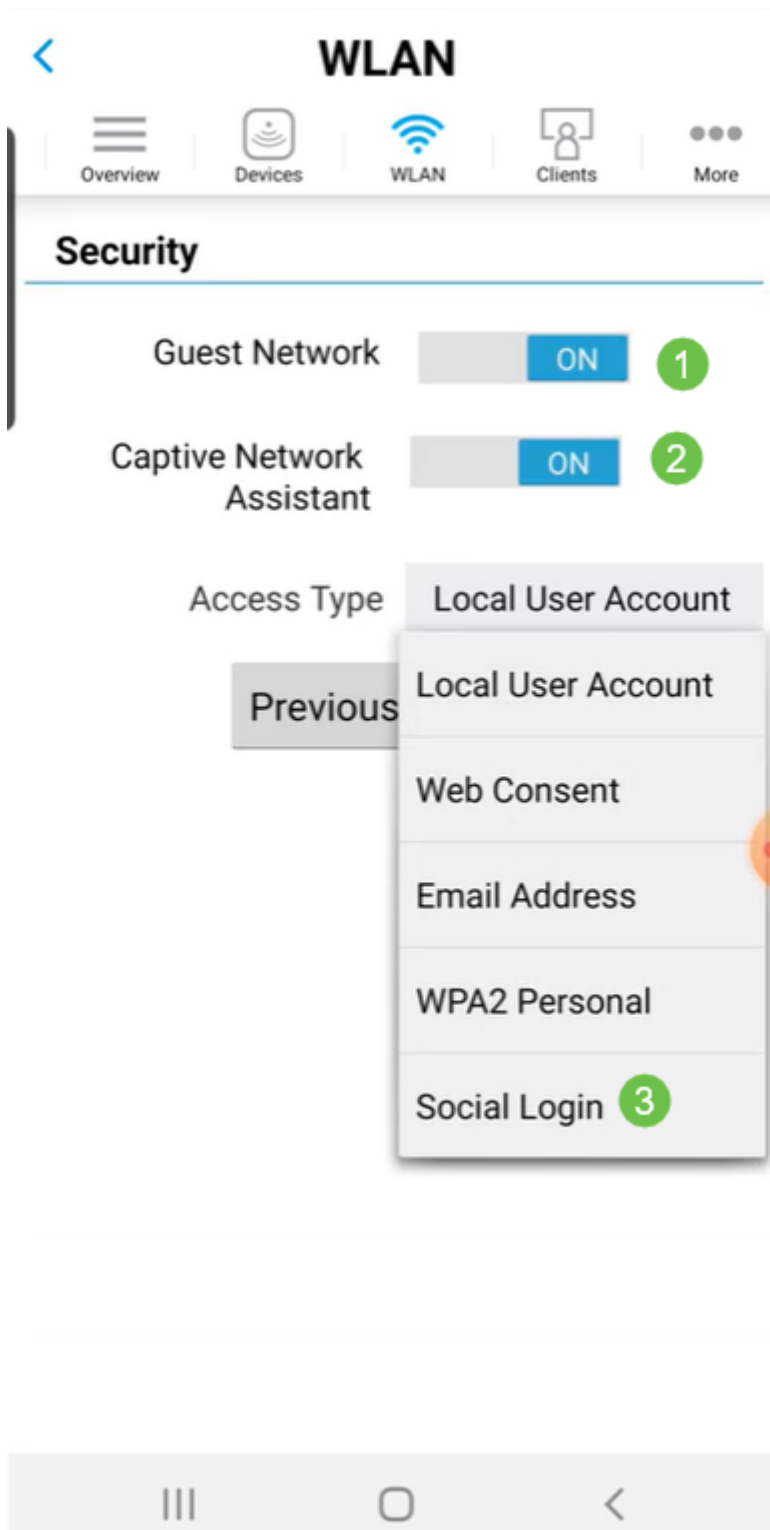 WLAN
Overview
Devices
WLAN
Clients
More
Security
Guest Network ON 1
Captive Network ON 2
Assistant
Access Type Local User Account
Previous
Local User Account
Web Consent
Email Address
WPA2 Personal
Social Login 3